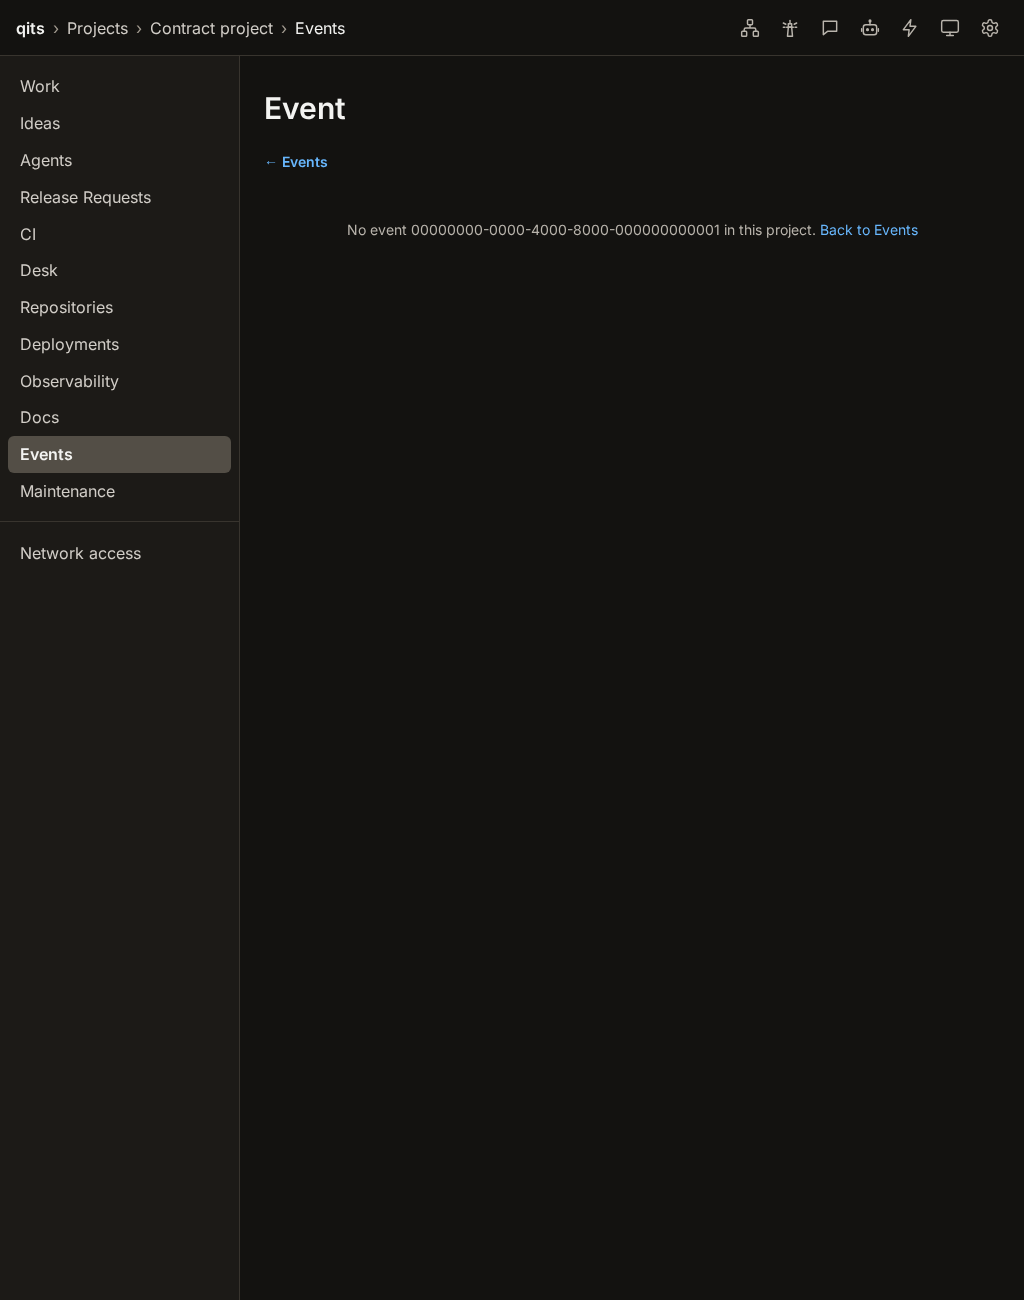 qits › Projects › Contract project › Events
Work
Ideas
Agents
Release Requests
CI
Desk
Repositories
Deployments
Observability
Docs
Events
Maintenance
Network access
Event
← Events
No event 00000000-0000-4000-8000-000000000001 in this project. Back to Events